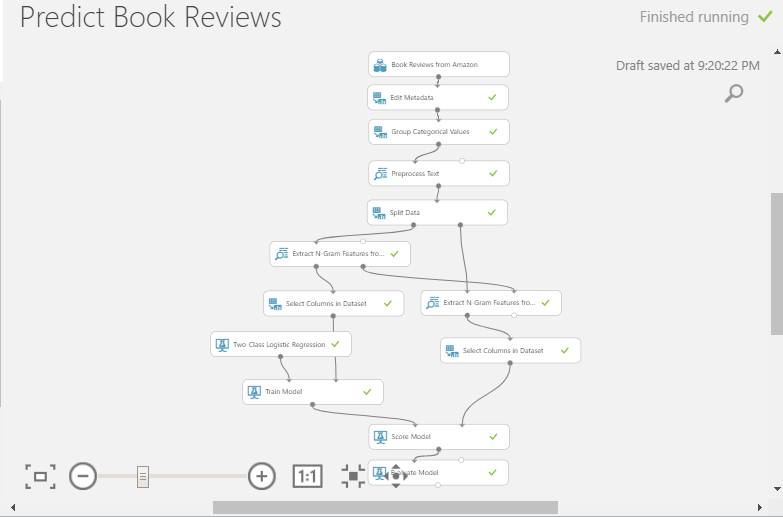 Predict Book Reviews
Finished running
Draft saved at 9:20:22 PM
Book Reviews from Amazon
Edit Metadata
Group Categorical Values
Preprocess Text
Split Data
Extract N-Gram Features fro...
Select Columns in Dataset
Extract N-Gram Features fro...
Two-Class Logistic Regression
Select Columns in Dataset
Train Model
Score Model
1:1
Evaluate Model